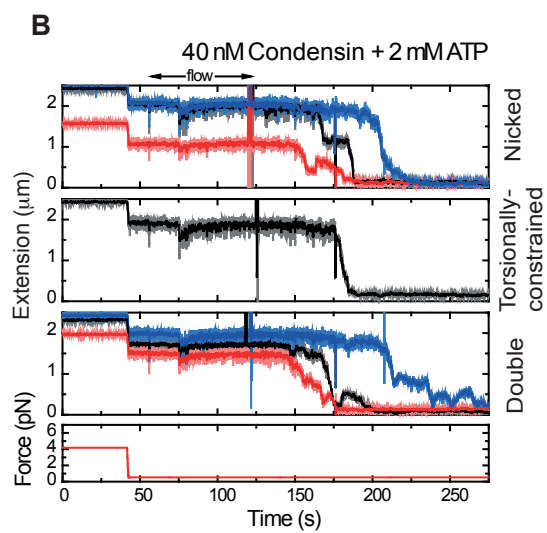 B
40 nM Condensin + 2 mM ATP
flow
2
1
0
Nicked
2
1
0
Torsionally-
constrained
Extension (μm)
2
1
0
Double
6
4
2
0
Force (pN)
0 50 100 150 200 250
Time (s)